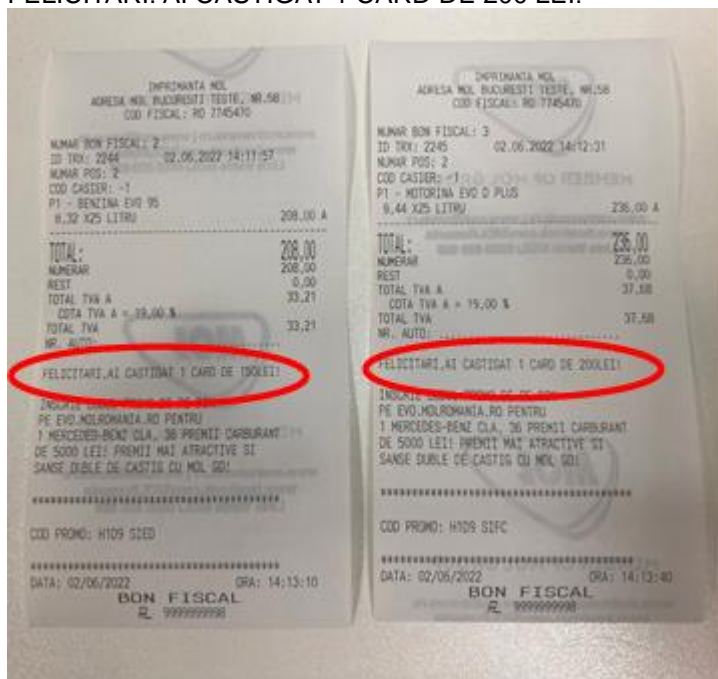 IMPRIMANTA MOL
ADRESA MOL BUCURESTI TESTE, NR.58
COD FISCAL: RO 7745470
NUMAR BON FISCAL: 2
ID TRX: 2244 02.06.2022 14:11:57
NUMAR POS: 2
COD CASIER: -1
P1 - BENZINA EVO 95
8,32 X25 LITRU 208,00 A
TOTAL: 208,00
NUMERAR 208,00
REST 0,00
TOTAL TVA A 33,21
COTA TVA A = 19,00 %
TOTAL TVA 33,21
NR. AUTO:
FELICITARI,AI CASTIGAT 1 CARD DE 150LEI!
INSCRIE
PE EVO.MOLROMANIA.RO PENTRU
1 MERCEDES-BENZ CLA, 36 PREMII CARBURANT
DE 5000 LEI! PREMII MAI ATRACTIVE SI
SANSE DUBLE DE CASTIG CU MOL GO!
****************************************
COD PROMO: H1D9 SIED
****************************************
DATA: 02/06/2022 ORA: 14:13:10
BON FISCAL
9999999998
IMPRIMANTA MOL
ADRESA MOL BUCURESTI TESTE, NR.58
COD FISCAL: RO 7745470
NUMAR BON FISCAL: 3
ID TRX: 2245 02.06.2022 14:12:31
NUMAR POS: 2
COD CASIER: -1
P1 - MOTORINA EVO D PLUS
9,44 X25 LITRU 236,00 A
TOTAL: 236,00
NUMERAR 236,00
REST 0,00
TOTAL TVA A 37,68
COTA TVA A = 19,00 %
TOTAL TVA 37,68
NR. AUTO:
FELICITARI,AI CASTIGAT 1 CARD DE 200LEI!
INSCRIE
PE EVO.MOLROMANIA.RO PENTRU
1 MERCEDES-BENZ CLA, 36 PREMII CARBURANT
DE 5000 LEI! PREMII MAI ATRACTIVE SI
SANSE DUBLE DE CASTIG CU MOL GO!
****************************************
COD PROMO: H1D9 SIFC
****************************************
DATA: 02/06/2022 ORA: 14:13:40
BON FISCAL
9999999998